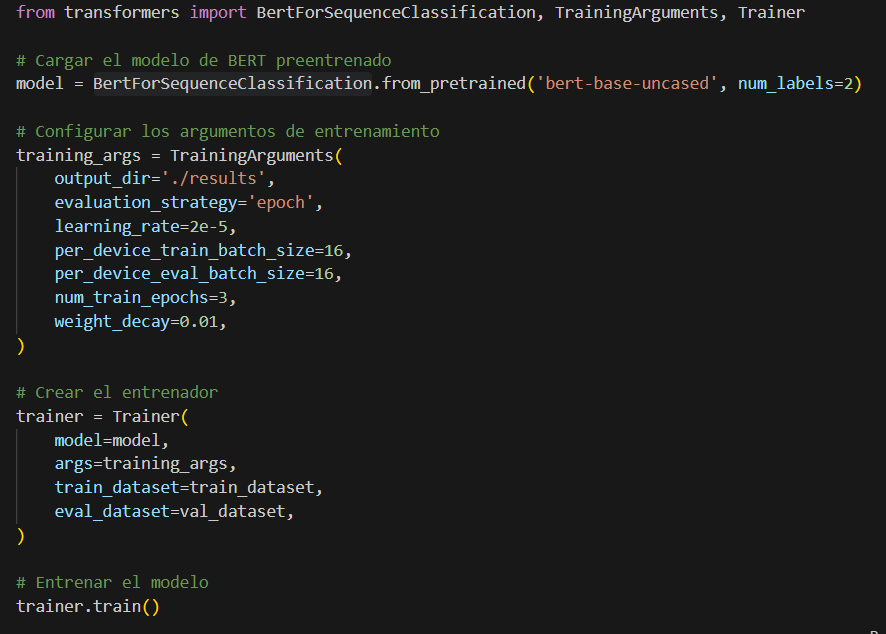 from transformers import BertForSequenceClassification, TrainingArguments, Trainer
# Cargar el modelo de BERT preentrenado
model = BertForSequenceClassification.from_pretrained('bert-base-uncased', num_labels=2)
# Configurar los argumentos de entrenamiento
training_args = TrainingArguments(
    output_dir='./results',
    evaluation_strategy='epoch',
    learning_rate=2e-5,
    per_device_train_batch_size=16,
    per_device_eval_batch_size=16,
    num_train_epochs=3,
    weight_decay=0.01,
)
# Crear el entrenador
trainer = Trainer(
    model=model,
    args=training_args,
    train_dataset=train_dataset,
    eval_dataset=val_dataset,
)
# Entrenar el modelo
trainer.train()